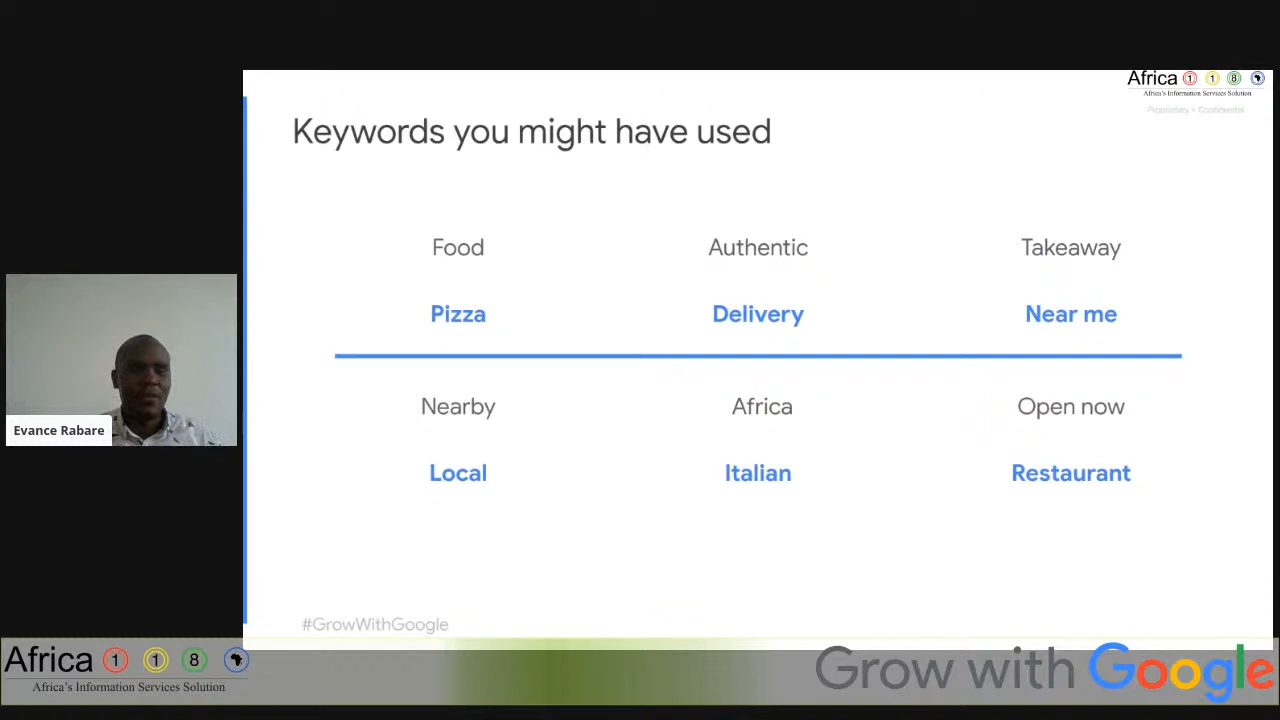 Africa 1 1 8
Africa's Information Services Solution
Proprietary + Confidential
Keywords you might have used
Food Authentic Takeaway
Pizza Delivery Near me
Nearby Africa Open now
Local Italian Restaurant
Evance Rabare
#GrowWithGoogle
Africa 1 1 8
Africa's Information Services Solution
Grow with Google